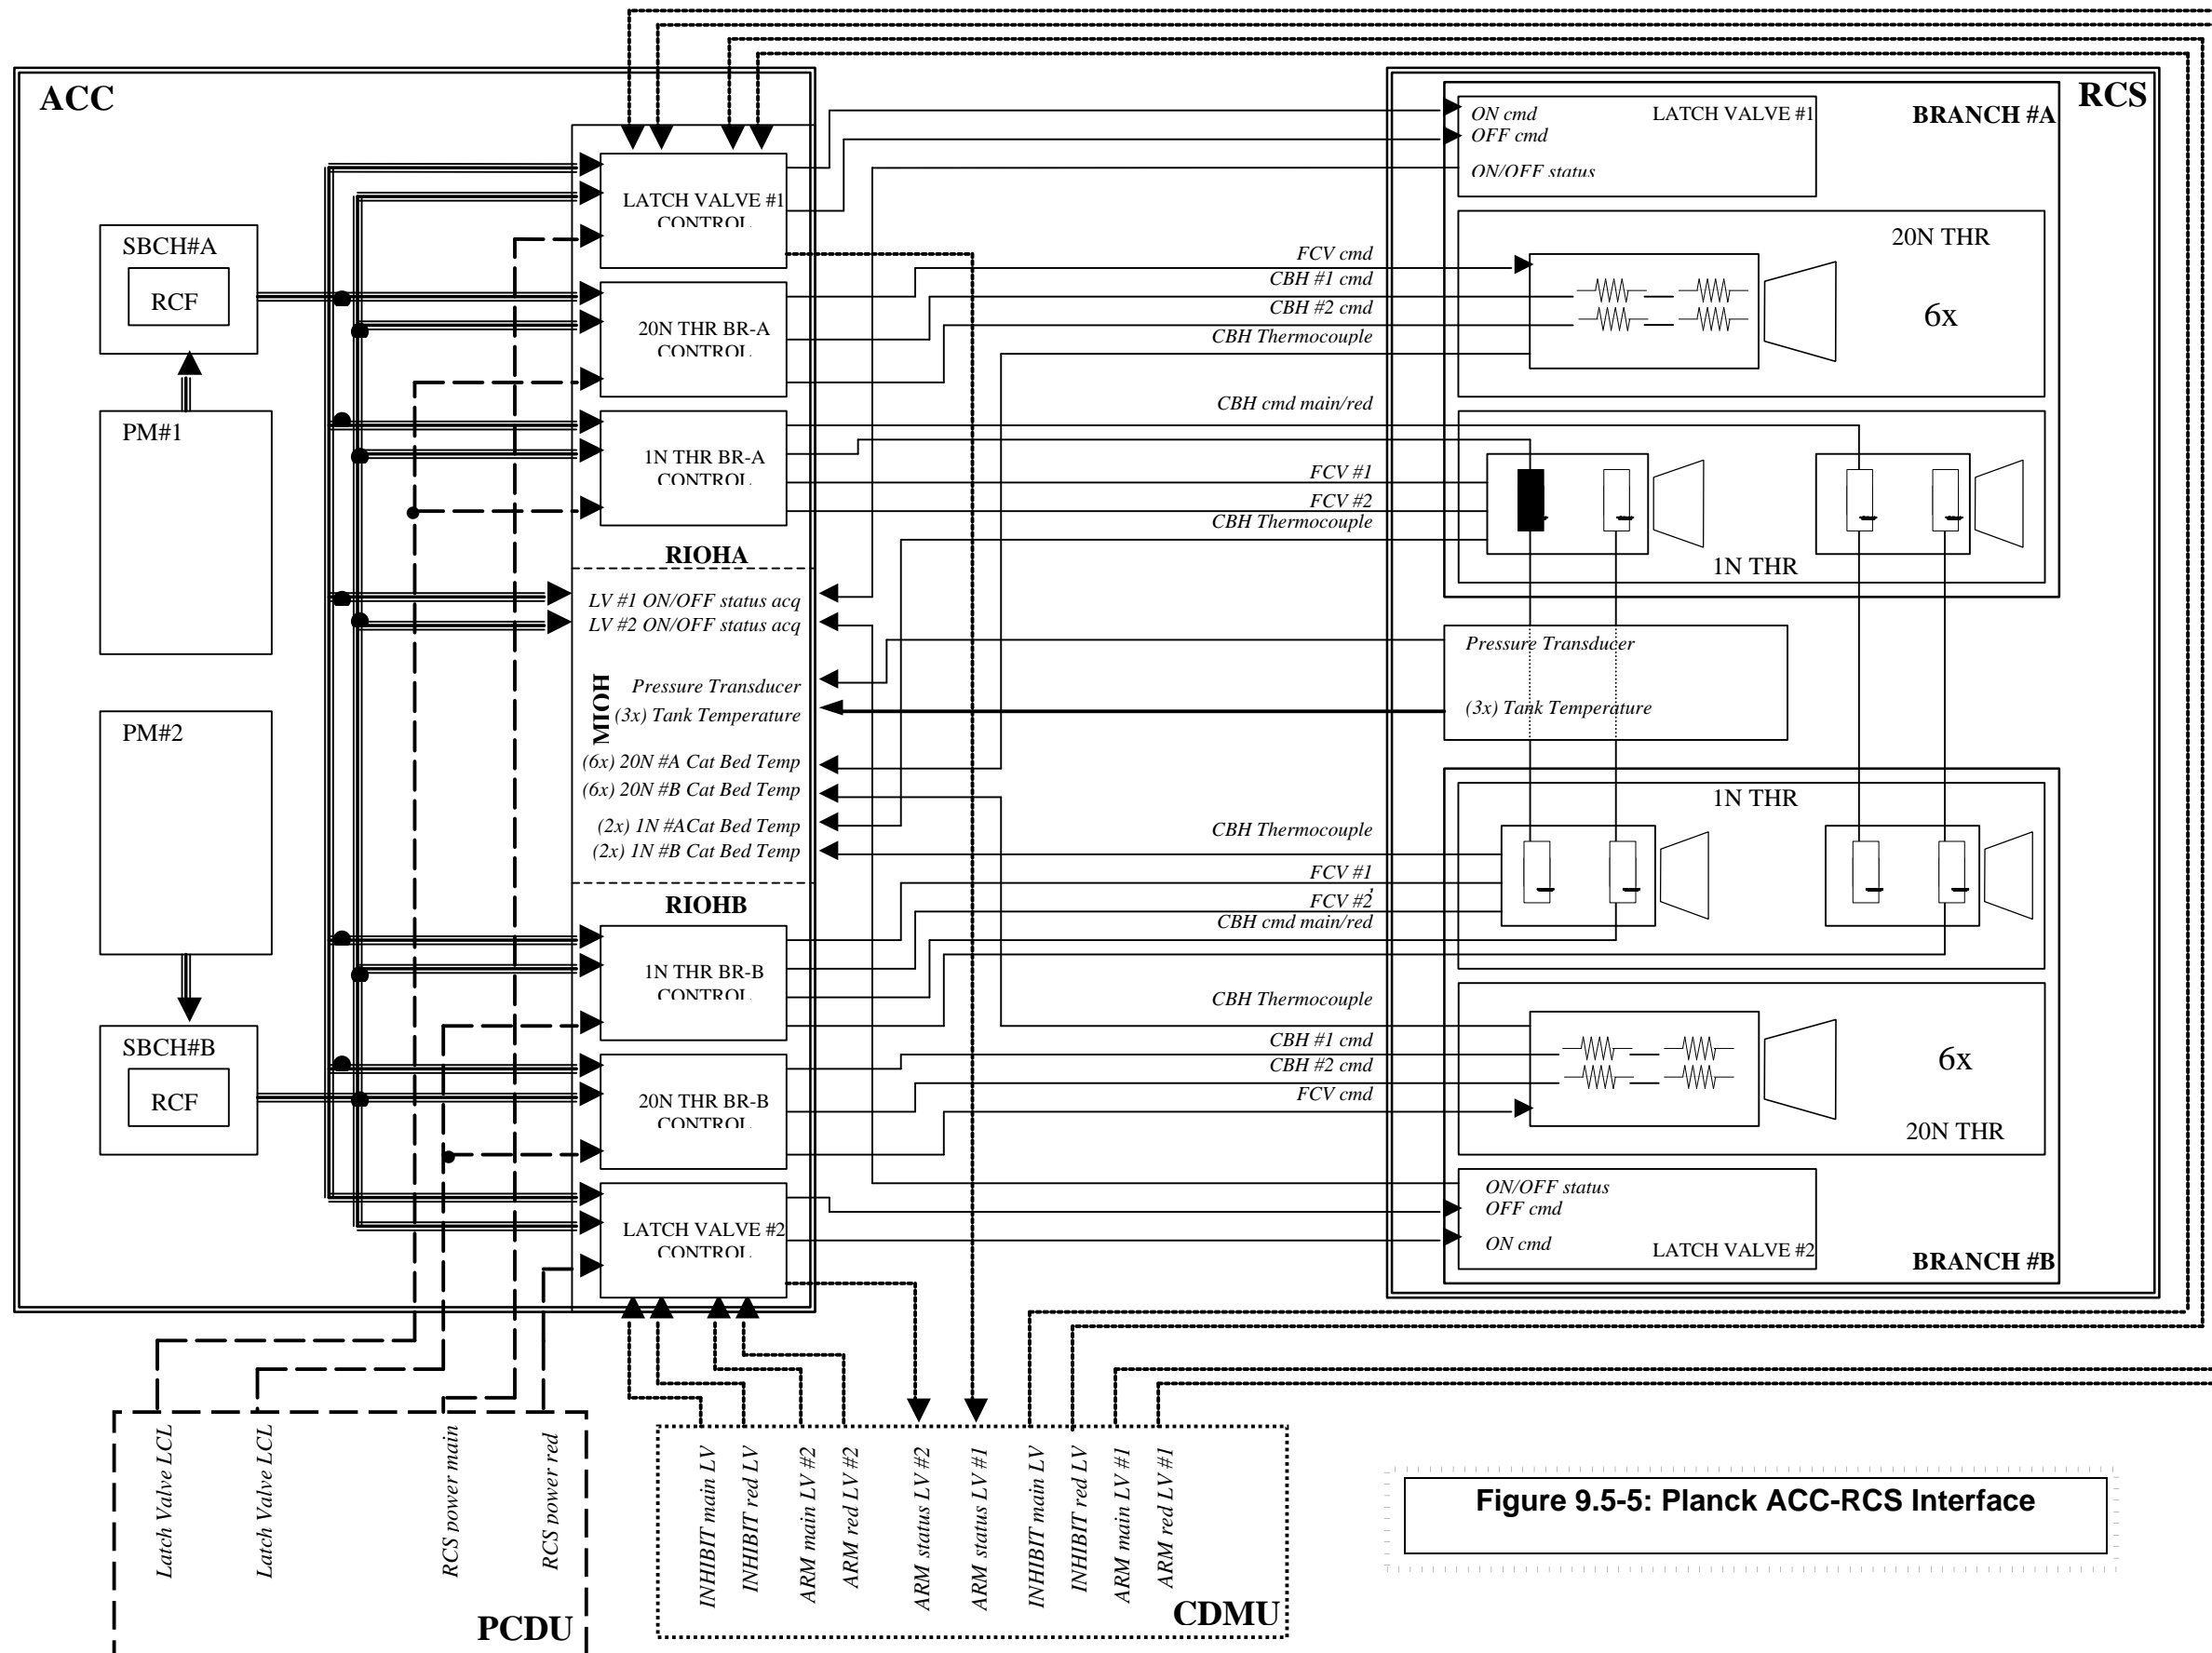 ACC
SBCH#A
RCF
PM#1
PM#2
SBCH#B
RCF
LATCH VALVE #1
CONTROL
20N THR BR-A
CONTROL
1N THR BR-A
CONTROL
RIOHA
LV #1 ON/OFF status acq
LV #2 ON/OFF status acq
MIOH
Pressure Transducer
(3x) Tank Temperature
(6x) 20N #A Cat Bed Temp
(6x) 20N #B Cat Bed Temp
(2x) 1N #ACat Bed Temp
(2x) 1N #B Cat Bed Temp
RIOHB
1N THR BR-B
CONTROL
20N THR BR-B
CONTROL
LATCH VALVE #2
CONTROL
FCV cmd
CBH #1 cmd
CBH #2 cmd
CBH Thermocouple
CBH cmd main/red
FCV #1
FCV #2
CBH Thermocouple
CBH Thermocouple
FCV #1
FCV #2
CBH cmd main/red
CBH Thermocouple
CBH #1 cmd
CBH #2 cmd
FCV cmd
RCS
BRANCH #A
ON cmd
LATCH VALVE #1
OFF cmd
ON/OFF status
20N THR
6x
1N THR
Pressure Transducer
(3x) Tank Temperature
1N THR
6x
20N THR
ON/OFF status
OFF cmd
ON cmd
LATCH VALVE #2
BRANCH #B
Latch Valve LCL
Latch Valve LCL
RCS power main
RCS power red
PCDU
INHIBIT main LV
INHIBIT red LV
ARM main LV #2
ARM red LV #2
ARM status LV #2
ARM status LV #1
INHIBIT main LV
INHIBIT red LV
ARM main LV #1
ARM red LV #1
CDMU
Figure 9.5-5: Planck ACC-RCS Interface